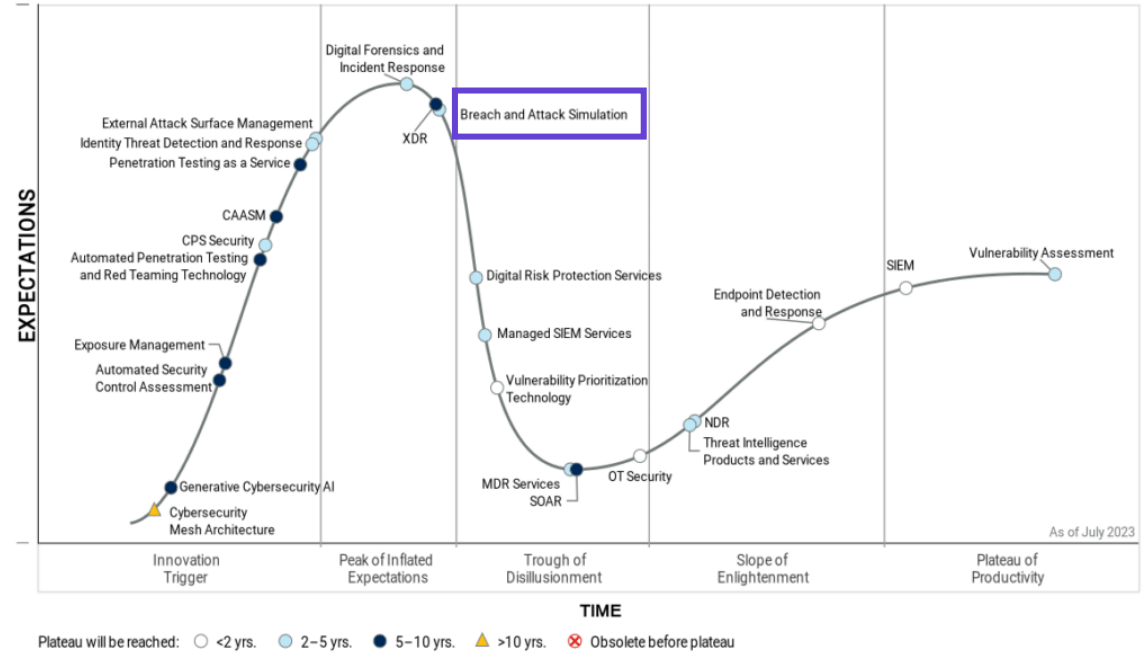 EXPECTATIONS
Digital Forensics and
Incident Response
XDR
Breach and Attack Simulation
External Attack Surface Management
Identity Threat Detection and Response
Penetration Testing as a Service
CAASM
CPS Security
Automated Penetration Testing
and Red Teaming Technology
Exposure Management
Automated Security
Control Assessment
Generative Cybersecurity AI
Cybersecurity
Mesh Architecture
Digital Risk Protection Services
Managed SIEM Services
Vulnerability Prioritization
Technology
MDR Services
SOAR
OT Security
NDR
Threat Intelligence
Products and Services
Endpoint Detection
and Response
SIEM
Vulnerability Assessment
As of July 2023
Innovation
Trigger
Peak of Inflated
Expectations
Trough of
Disillusionment
Slope of
Enlightenment
Plateau of
Productivity
TIME
Plateau will be reached: <2 yrs. 2–5 yrs. 5–10 yrs. >10 yrs. Obsolete before plateau